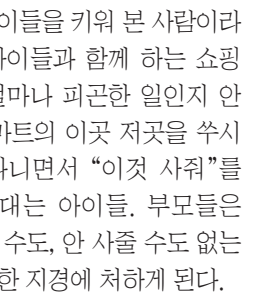 이들을 키워 본 사람이라
아이들과 함께 하는 쇼핑
얼마나 피곤한 일인지 안
마트의 이곳 저곳을 쑤시
다니면서 “이것 사줘”를
대는 아이들. 부모들은
수도, 안 사줄 수도 없는
한 지경에 처하게 된다.